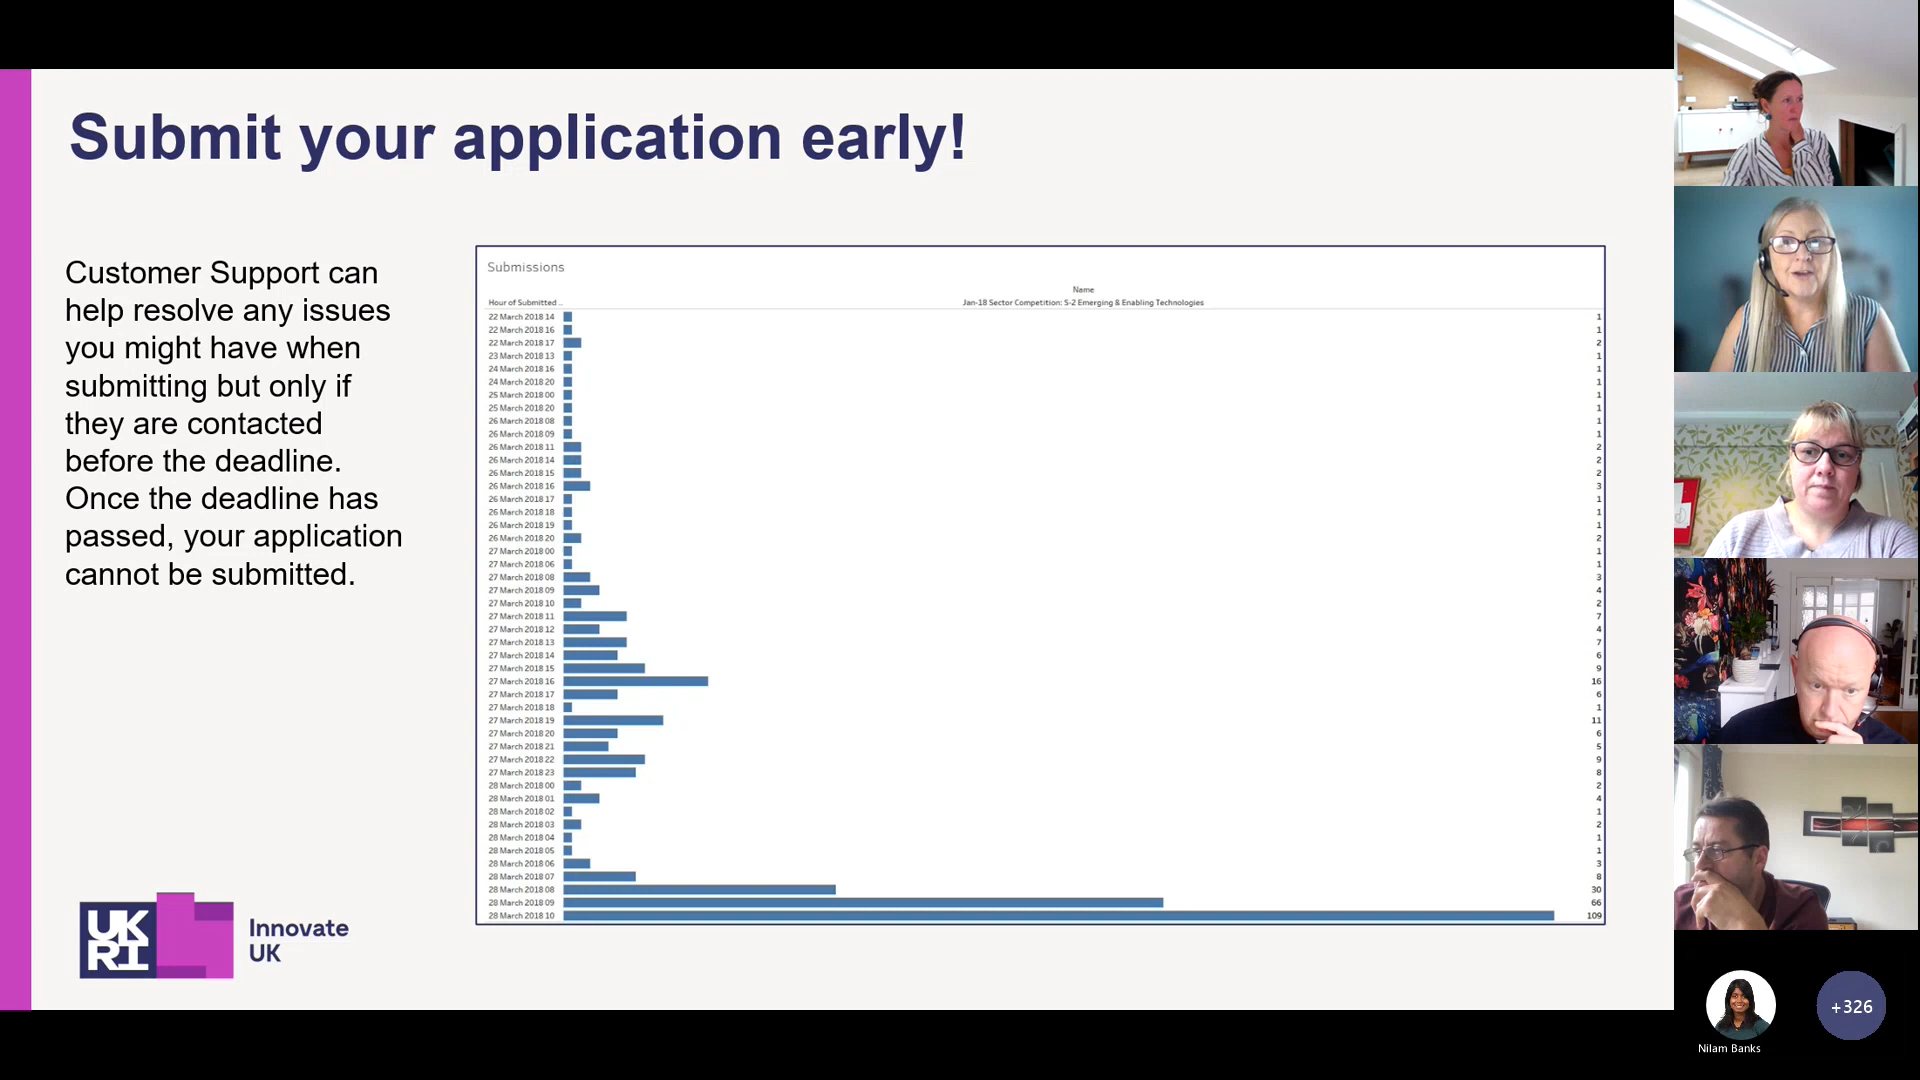 Submit your application early!
Customer Support can
help resolve any issues
you might have when
submitting but only if
they are contacted
before the deadline.
Once the deadline has
passed, your application
cannot be submitted.
Submissions
Name
Hour of Submitted .. Jan-18 Sector Competition: S-2 Emerging & Enabling Technologies
22 March 2018 14 1
22 March 2018 16 1
22 March 2018 17 2
23 March 2018 13 1
24 March 2018 16 1
24 March 2018 20 1
25 March 2018 00 1
25 March 2018 20 1
26 March 2018 08 1
26 March 2018 09 1
26 March 2018 11 2
26 March 2018 14 2
26 March 2018 15 2
26 March 2018 16 3
26 March 2018 17 1
26 March 2018 18 1
26 March 2018 19 1
26 March 2018 20 2
27 March 2018 00 1
27 March 2018 06 1
27 March 2018 08 3
27 March 2018 09 4
27 March 2018 10 2
27 March 2018 11 7
27 March 2018 12 4
27 March 2018 13 7
27 March 2018 14 6
27 March 2018 15 9
27 March 2018 16 16
27 March 2018 17 6
27 March 2018 18 1
27 March 2018 19 11
27 March 2018 20 6
27 March 2018 21 5
27 March 2018 22 9
27 March 2018 23 8
28 March 2018 00 2
28 March 2018 01 4
28 March 2018 02 1
28 March 2018 03 2
28 March 2018 04 1
28 March 2018 05 1
28 March 2018 06 3
28 March 2018 07 8
28 March 2018 08 30
28 March 2018 09 66
28 March 2018 10 109
UK
RI
Innovate
UK
+326
Nilam Banks